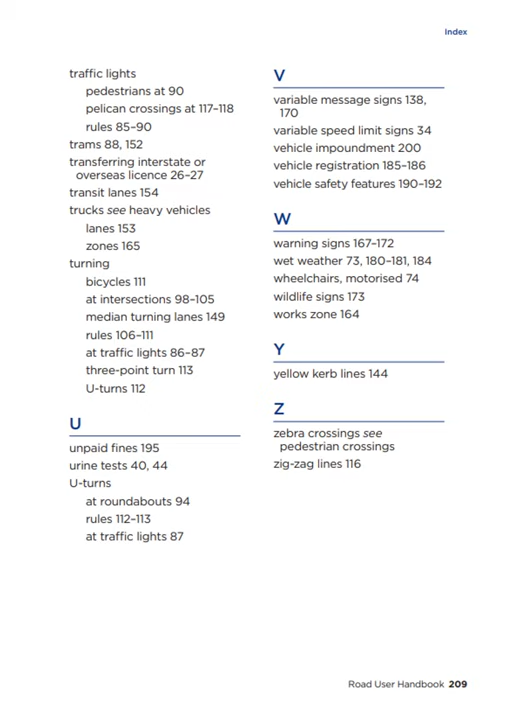 Index
traffic lights
pedestrians at 90
pelican crossings at 117–118
rules 85–90
trams 88, 152
transferring interstate or
overseas licence 26–27
transit lanes 154
trucks see heavy vehicles
lanes 153
zones 165
turning
bicycles 111
at intersections 98–105
median turning lanes 149
rules 106–111
at traffic lights 86–87
three-point turn 113
U-turns 112
U
unpaid fines 195
urine tests 40, 44
U-turns
at roundabouts 94
rules 112–113
at traffic lights 87
V
variable message signs 138,
170
variable speed limit signs 34
vehicle impoundment 200
vehicle registration 185–186
vehicle safety features 190–192
W
warning signs 167–172
wet weather 73, 180–181, 184
wheelchairs, motorised 74
wildlife signs 173
works zone 164
Y
yellow kerb lines 144
Z
zebra crossings see
pedestrian crossings
zig-zag lines 116
Road User Handbook 209